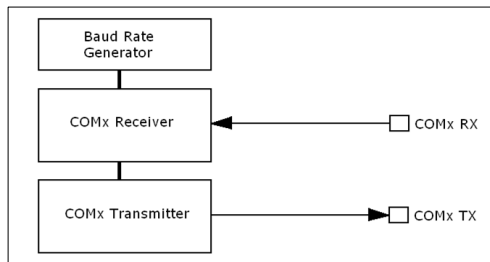 Baud Rate
Generator
COMx Receiver
COMx RX
COMx Transmitter
COMx TX